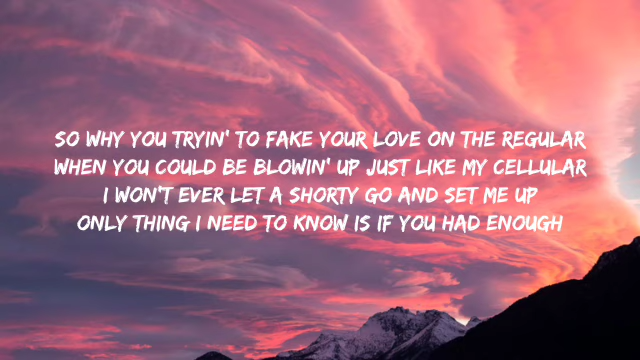 SO WHY YOU TRYIN' TO FAKE YOUR LOVE ON THE REGULAR
WHEN YOU COULD BE BLOWIN' UP JUST LIKE MY CELLULAR
I WON'T EVER LET A SHORTY GO AND SET ME UP
ONLY THING I NEED TO KNOW IS IF YOU HAD ENOUGH